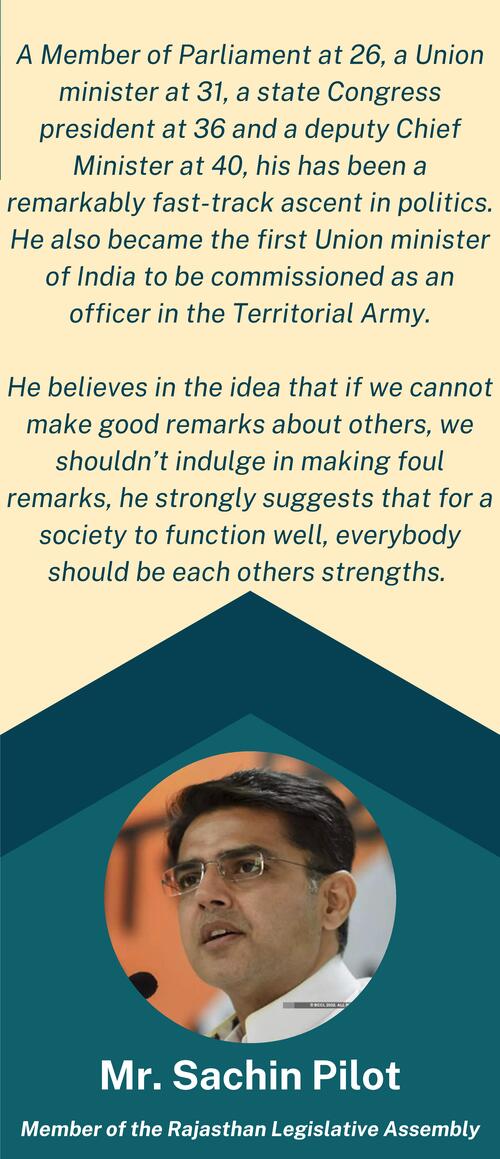 A Member of Parliament at 26, a Union
minister at 31, a state Congress
president at 36 and a deputy Chief
Minister at 40, his has been a
remarkably fast-track ascent in politics.
He also became the first Union minister
of India to be commissioned as an
officer in the Territorial Army.
He believes in the idea that if we cannot
make good remarks about others, we
shouldn’t indulge in making foul
remarks, he strongly suggests that for a
society to function well, everybody
should be each others strengths.
Mr. Sachin Pilot
Member of the Rajasthan Legislative Assembly